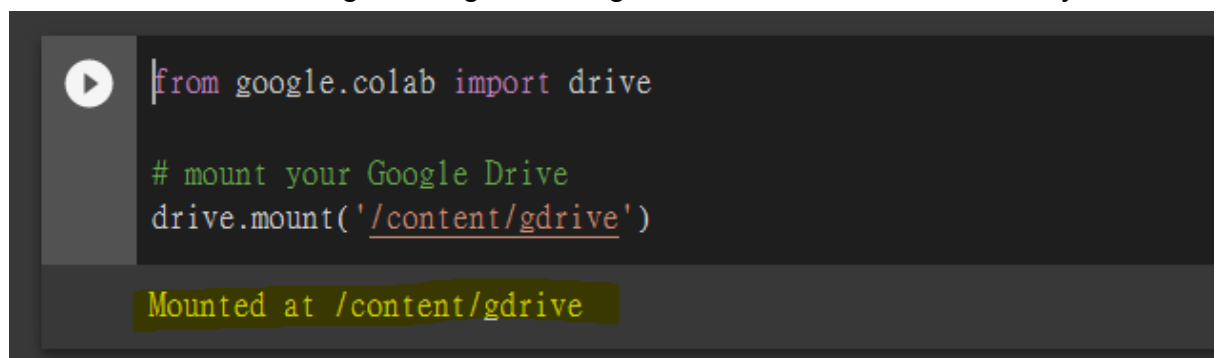 from google.colab import drive
# mount your Google Drive
drive.mount('/content/gdrive')
Mounted at /content/gdrive